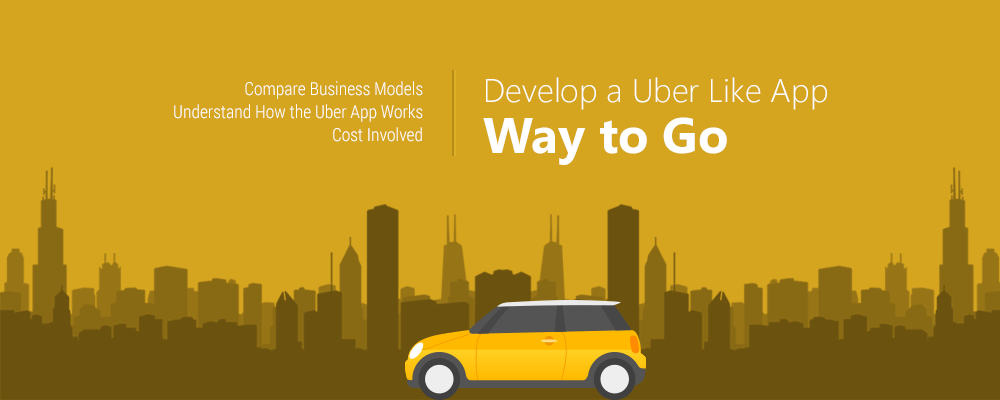 Compare Business Models
Understand How the Uber App Works
Cost Involved
Develop a Uber Like App
Way to Go